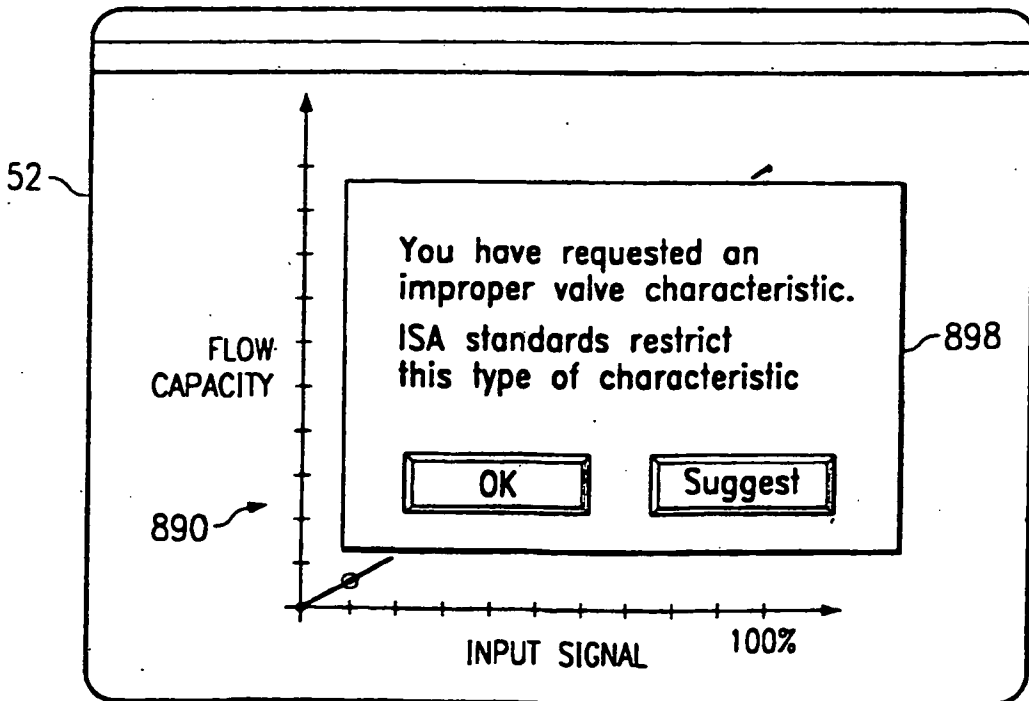 52
You have requested an
improper valve characteristic.
ISA standards restrict
this type of characteristic
898
FLOW
CAPACITY
OK
Suggest
890
100%
INPUT SIGNAL